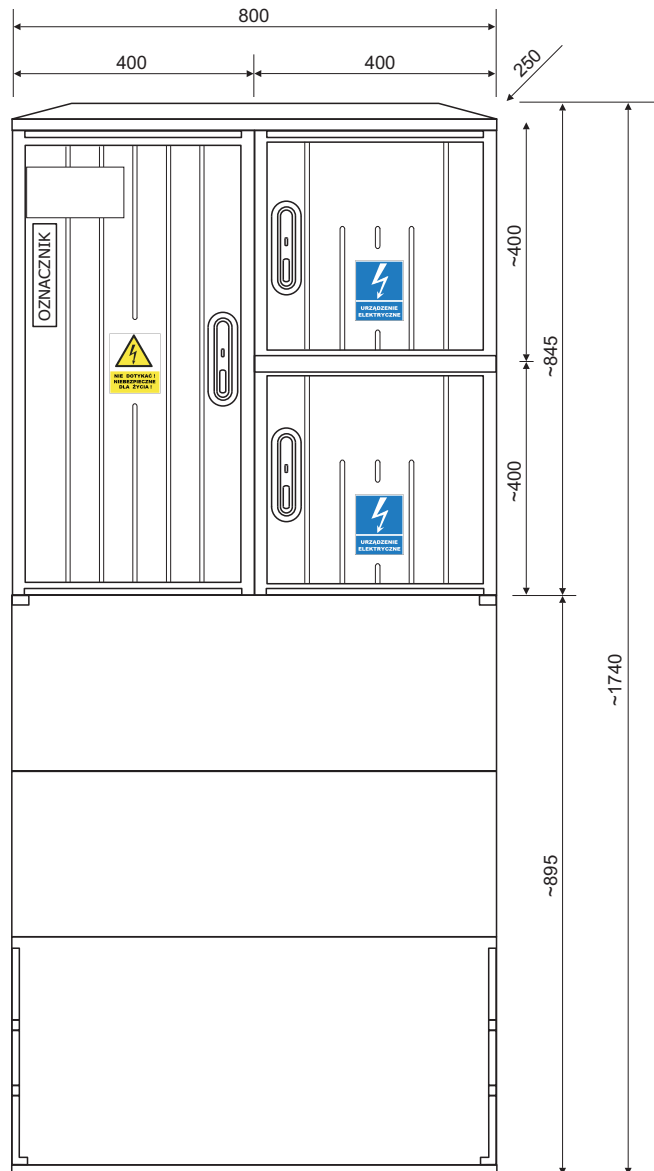 800
400
400
250
OZNACZNIK
NIE DOTYKAĆ !
NIEBEZPIECZNE
DLA ŻYCIA !
URZĄDZENIE
ELEKTRYCZNE
URZĄDZENIE
ELEKTRYCZNE
~400
~845
~400
~1740
~895